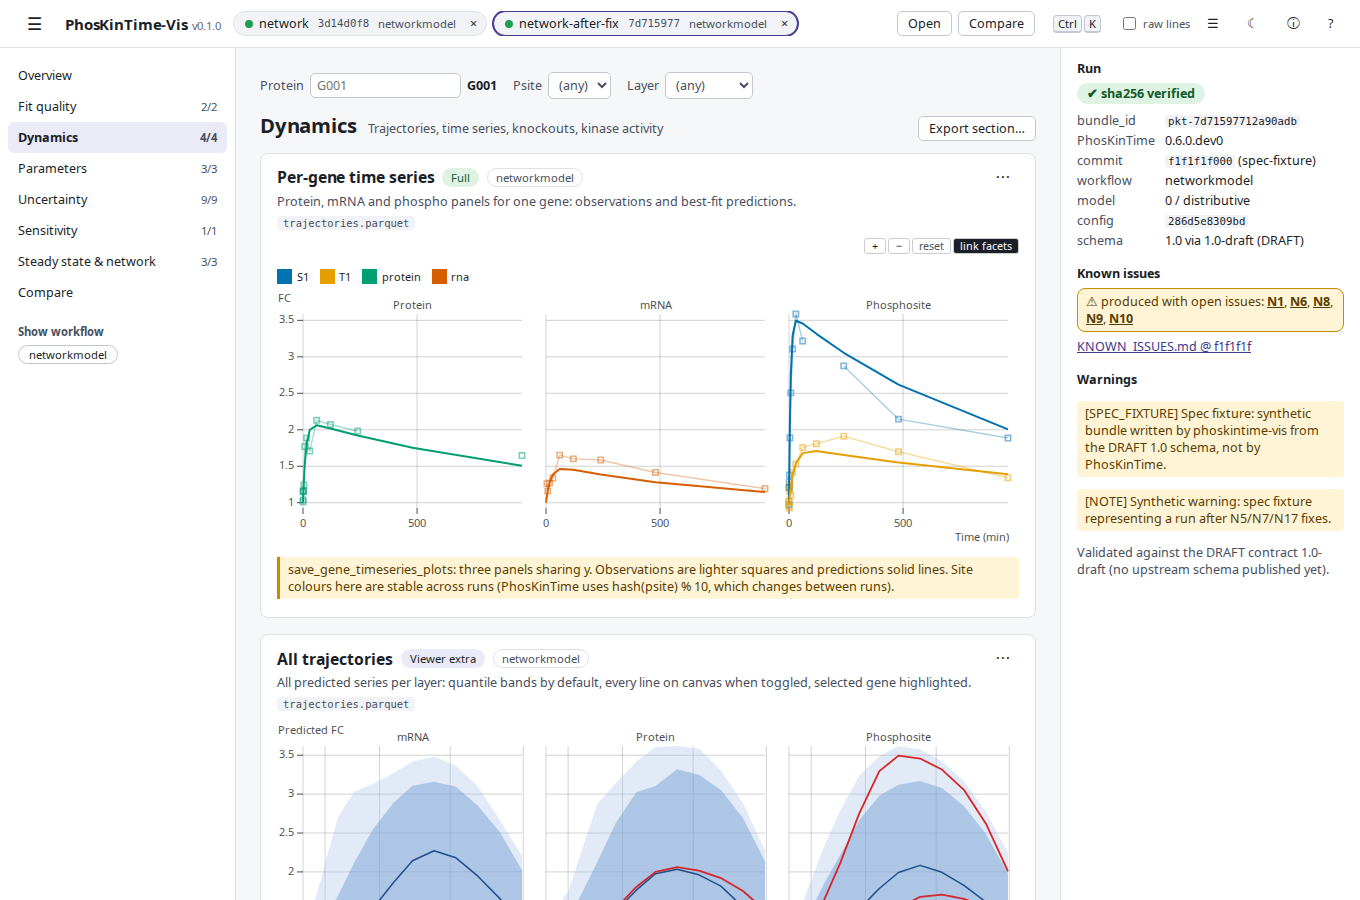 ☰ PhosKinTime-Vis v0.1.0 network 3d14d0f8 networkmodel × network-after-fix 7d715977 networkmodel × Open Compare Ctrl K raw lines ☰ ☾ ⓘ ?
Overview
Fit quality 2/2
Dynamics 4/4
Parameters 3/3
Uncertainty 9/9
Sensitivity 1/1
Steady state & network 3/3
Compare
Show workflow
networkmodel
Protein G001 G001 Psite (any) Layer (any)
Dynamics Trajectories, time series, knockouts, kinase activity Export section...
Per-gene time series Full networkmodel ...
Protein, mRNA and phospho panels for one gene: observations and best-fit predictions.
trajectories.parquet
+ − reset link facets
S1 T1 protein rna
FC
Protein mRNA Phosphosite
3.5
3
2.5
2
1.5
1
0 500 0 500 0 500
Time (min)
save_gene_timeseries_plots: three panels sharing y. Observations are lighter squares and predictions solid lines. Site
colours here are stable across runs (PhosKinTime uses hash(psite) % 10, which changes between runs).
All trajectories Viewer extra networkmodel ...
All predicted series per layer: quantile bands by default, every line on canvas when toggled, selected gene highlighted.
trajectories.parquet
Predicted FC
mRNA Protein Phosphosite
3.5
3
2.5
2
Run
✔ sha256 verified
bundle_id pkt-7d71597712a90adb
PhosKinTime 0.6.0.dev0
commit f1f1f1f000 (spec-fixture)
workflow networkmodel
model 0 / distributive
config 286d5e8309bd
schema 1.0 via 1.0-draft (DRAFT)
Known issues
⚠ produced with open issues: N1, N6, N8,
N9, N10
KNOWN_ISSUES.md @ f1f1f1f
Warnings
[SPEC_FIXTURE] Spec fixture: synthetic
bundle written by phoskintime-vis from
the DRAFT 1.0 schema, not by
PhosKinTime.
[NOTE] Synthetic warning: spec fixture
representing a run after N5/N7/N17 fixes.
Validated against the DRAFT contract 1.0-
draft (no upstream schema published yet).